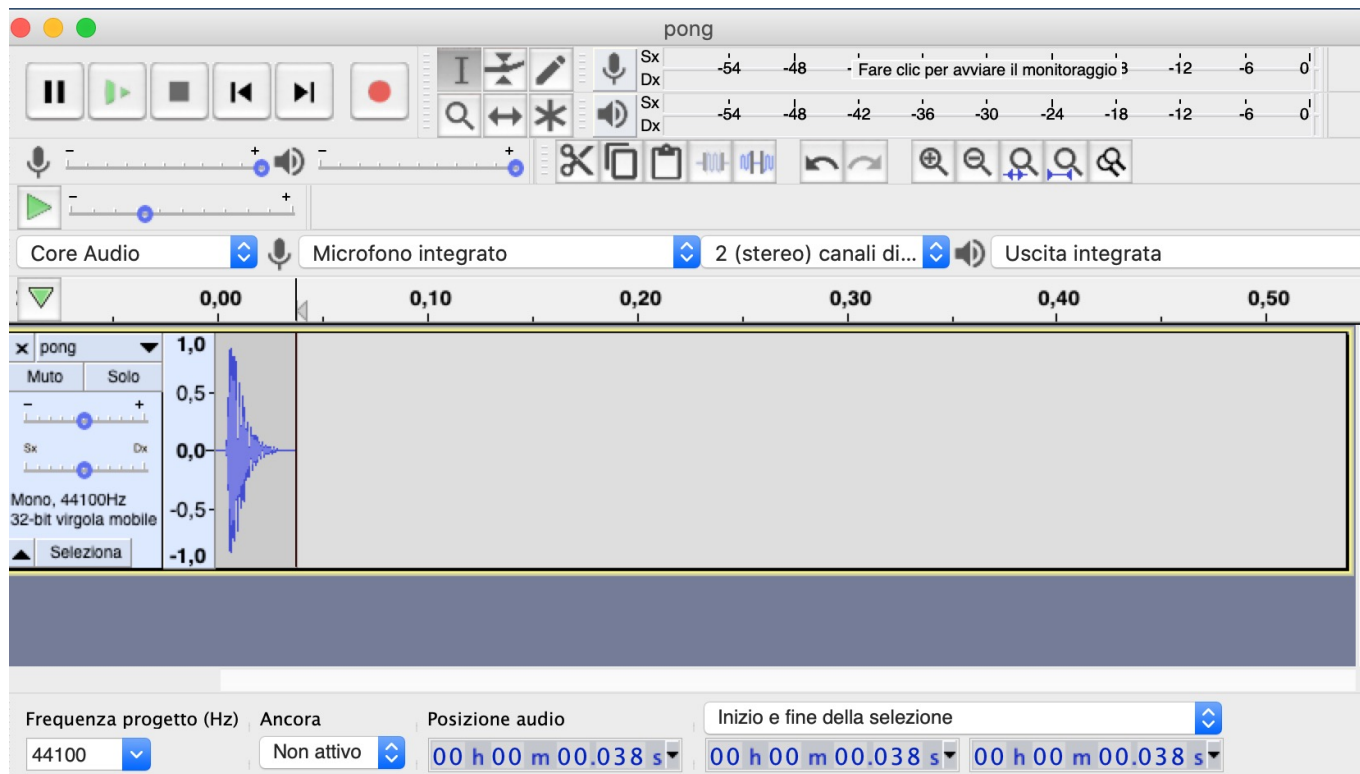 pong
Sx
Dx
-54 -48 - Fare clic per avviare il monitoraggio -12 -6 0
Sx
Dx
-54 -48 -42 -36 -30 -24 -18 -12 -6 0
- + - +
- +
Core Audio Microfono integrato 2 (stereo) canali di... Uscita integrata
0,00 0,10 0,20 0,30 0,40 0,50
× pong
Muto Solo
- +
Sx Dx
Mono, 44100Hz
32-bit virgola mobile
Seleziona
1,0
0,5
0,0
-0,5
-1,0
Frequenza progetto (Hz) Ancora Posizione audio Inizio e fine della selezione
44100 Non attivo 00 h 00 m 00.038 s 00 h 00 m 00.038 s 00 h 00 m 00.038 s